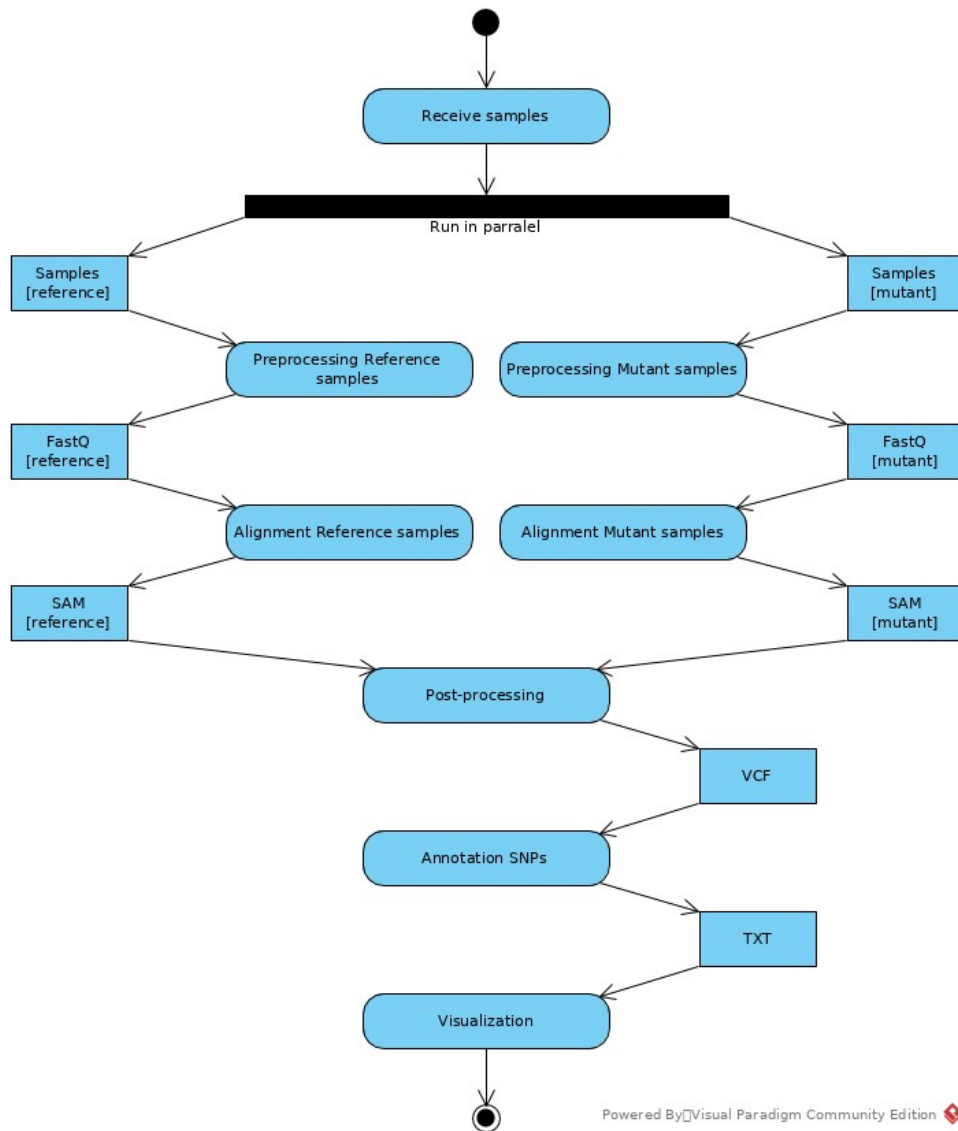 Receive samples
Run in parralel
Samples
[reference]
Samples
[mutant]
Preprocessing Reference
samples
Preprocessing Mutant samples
FastQ
[reference]
FastQ
[mutant]
Alignment Reference samples
Alignment Mutant samples
SAM
[reference]
SAM
[mutant]
Post-processing
VCF
Annotation SNPs
TXT
Visualization
Powered By▯Visual Paradigm Community Edition